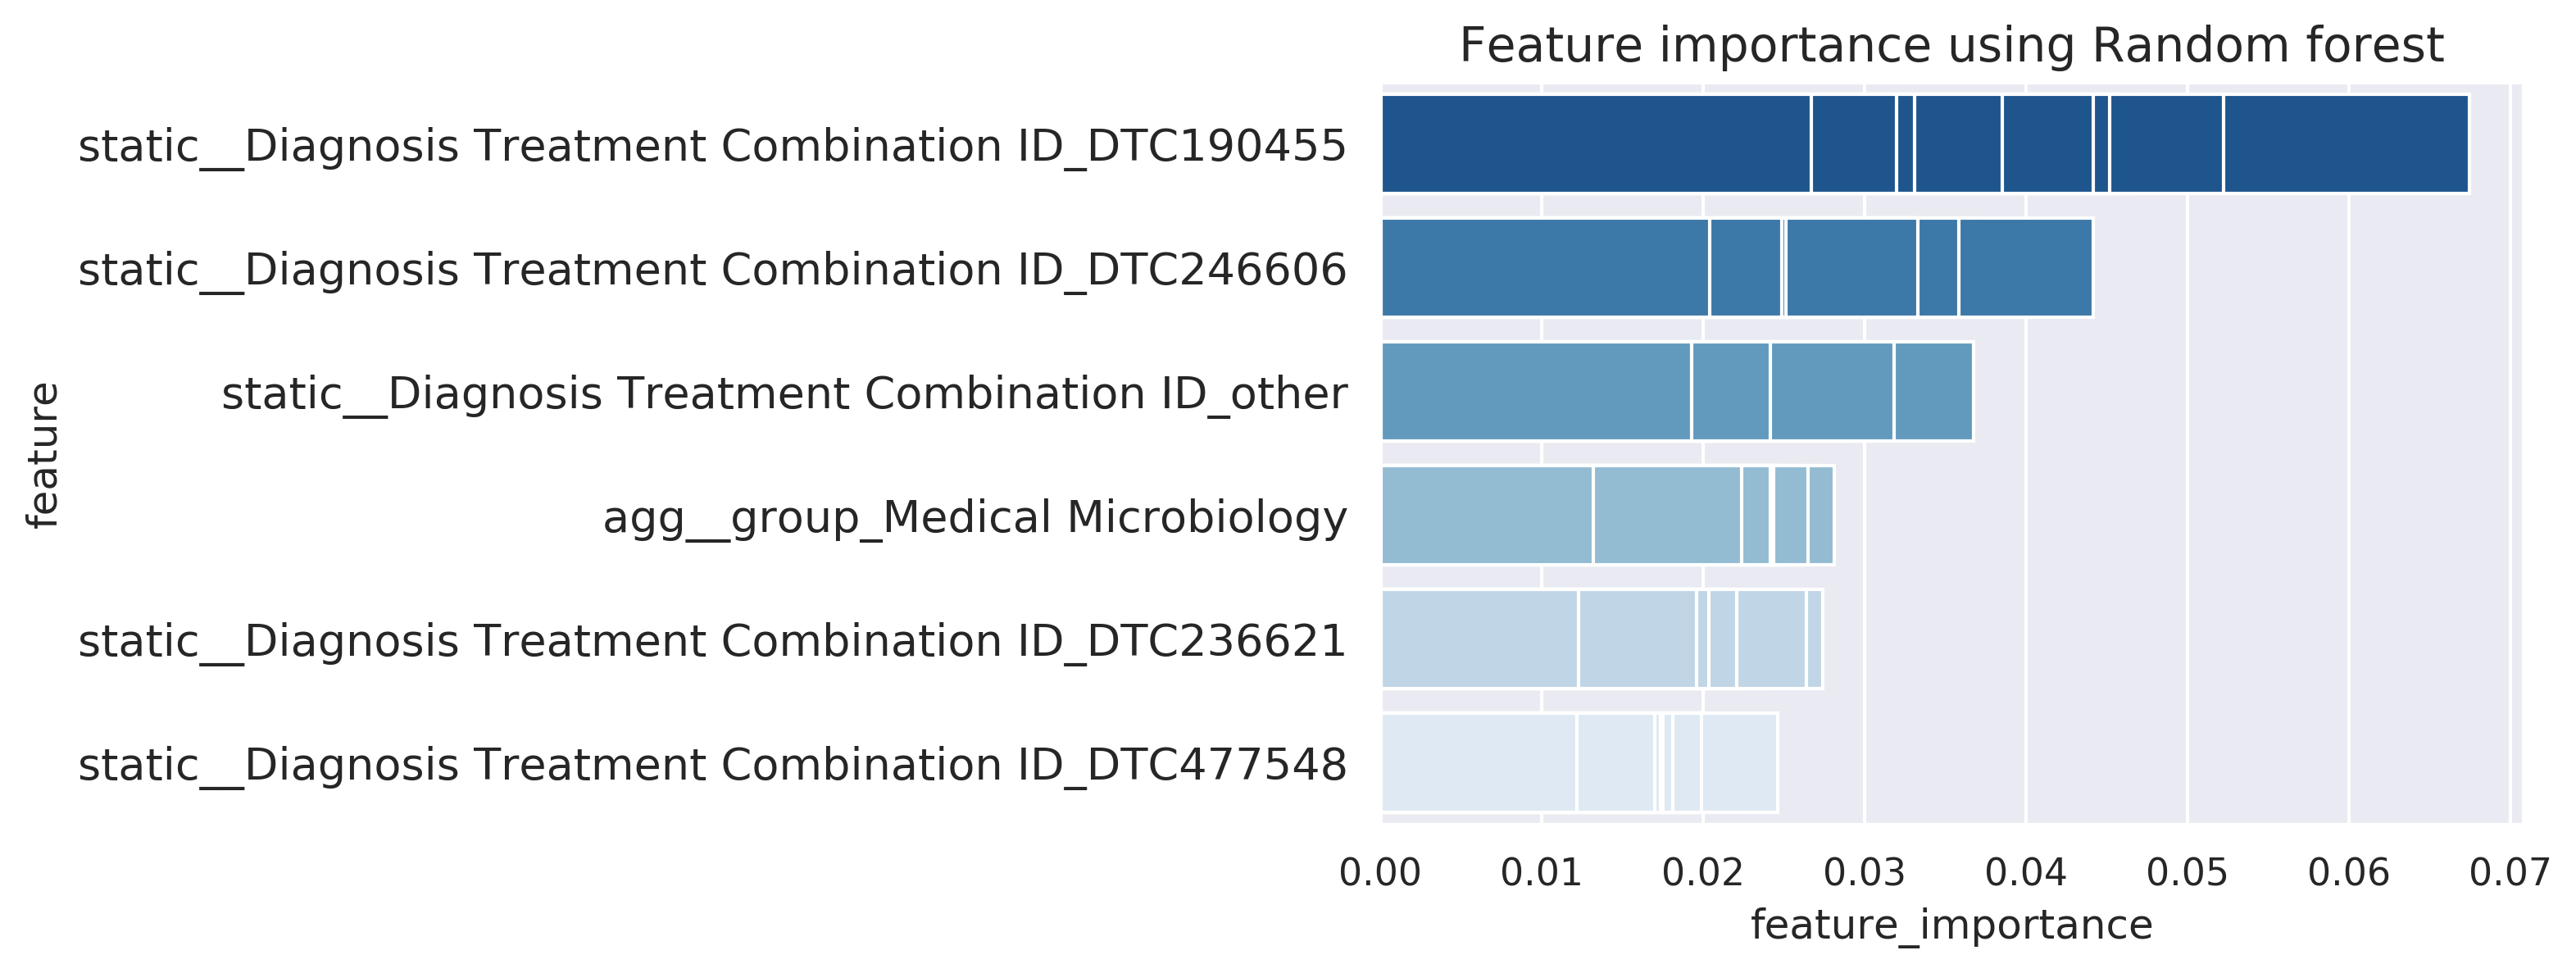 Feature importance using Random forest
static__Diagnosis Treatment Combination ID_DTC190455
static__Diagnosis Treatment Combination ID_DTC246606
static__Diagnosis Treatment Combination ID_other
agg__group_Medical Microbiology
static__Diagnosis Treatment Combination ID_DTC236621
static__Diagnosis Treatment Combination ID_DTC477548
feature
0.00 0.01 0.02 0.03 0.04 0.05 0.06 0.07
feature_importance